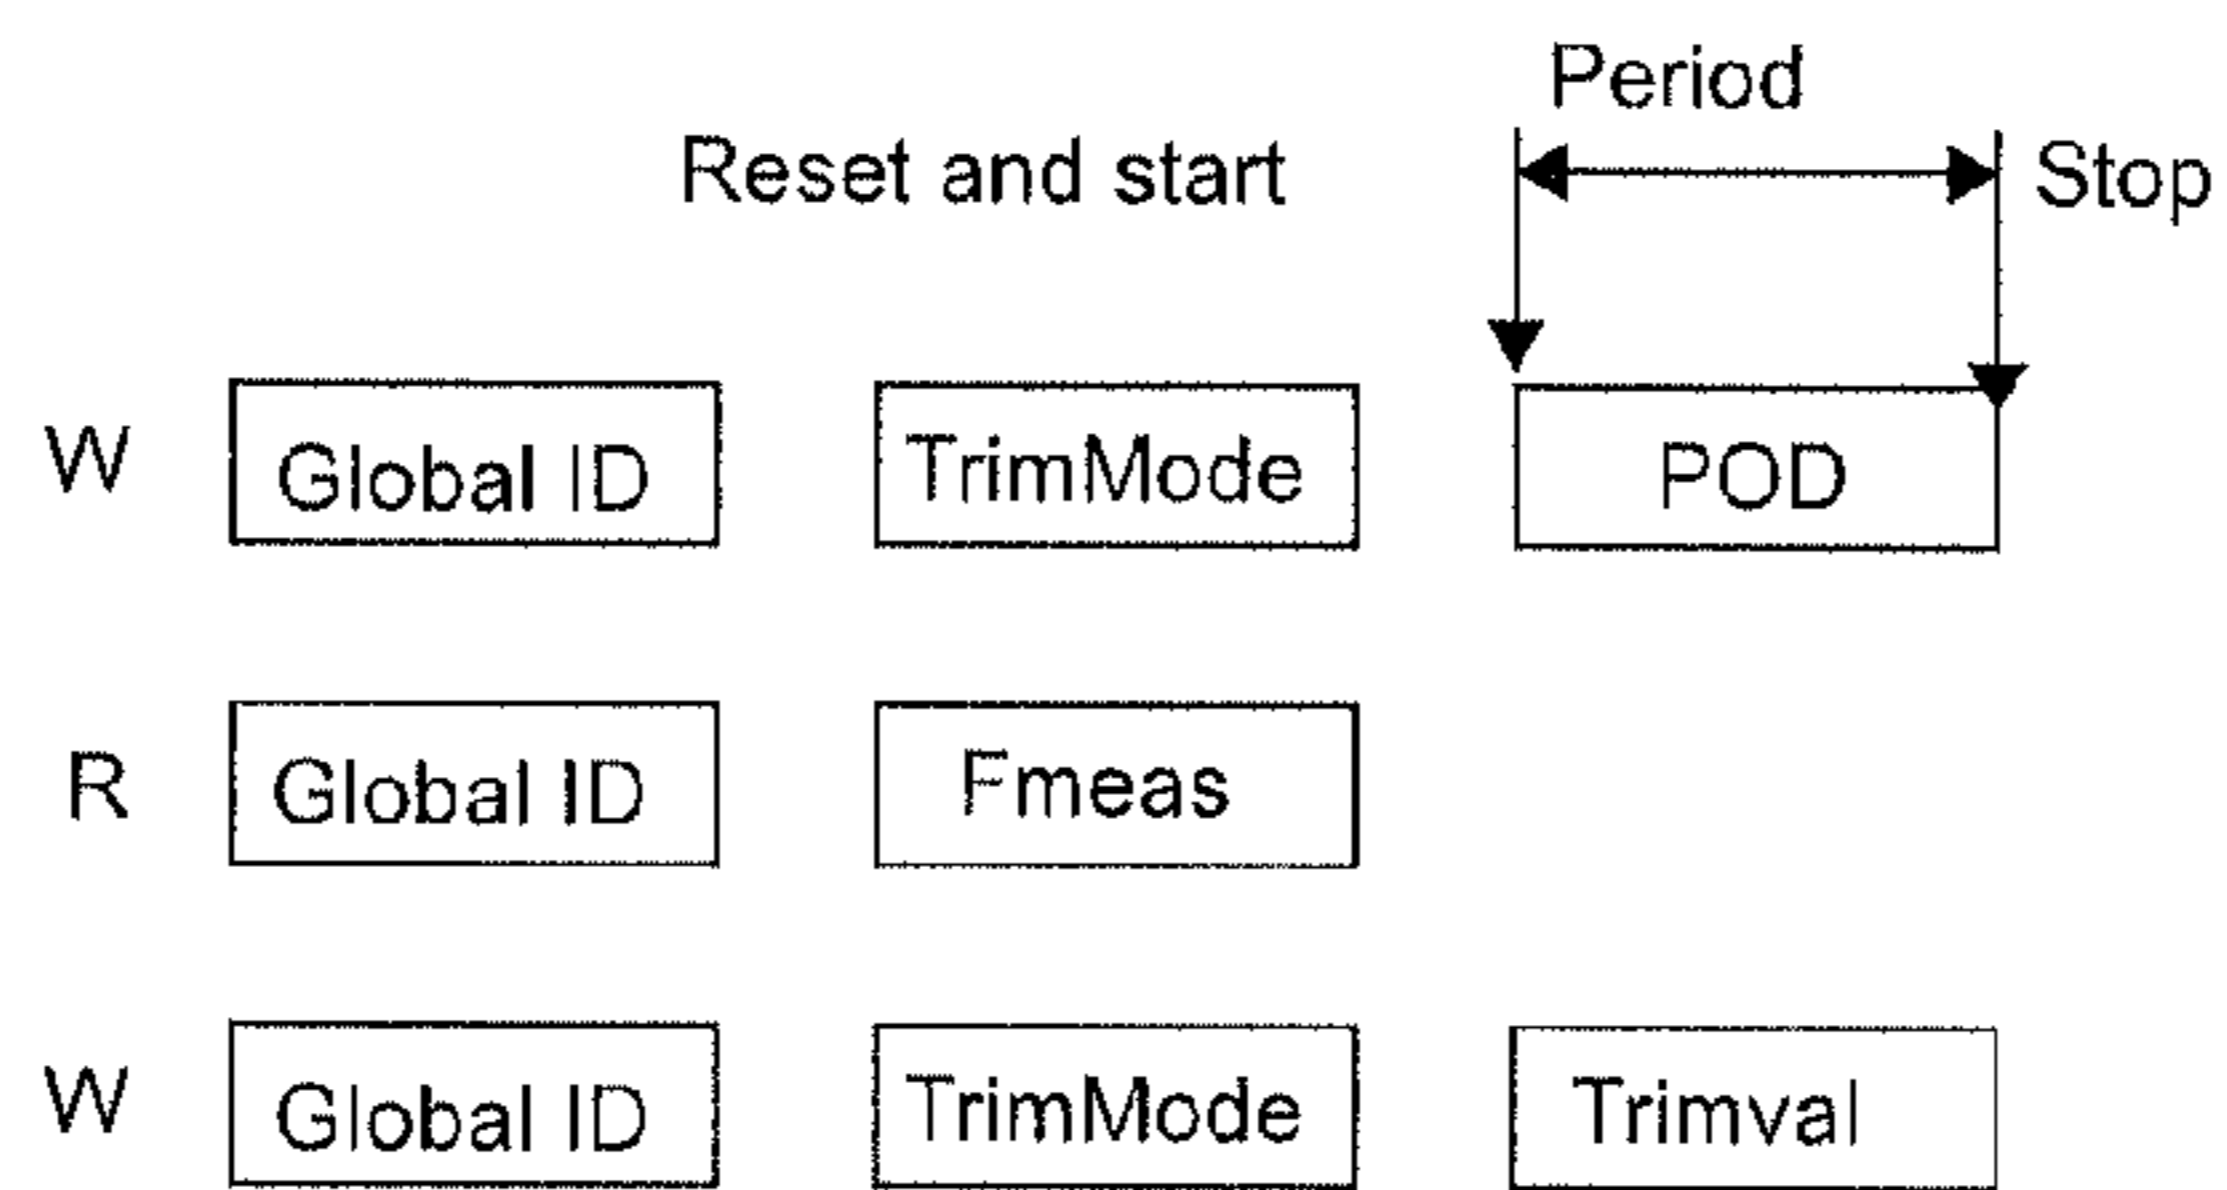 Period
Reset and start Stop
W Global ID TrimMode POD
R Global ID Fmeas
W Global ID TrimMode Trimval